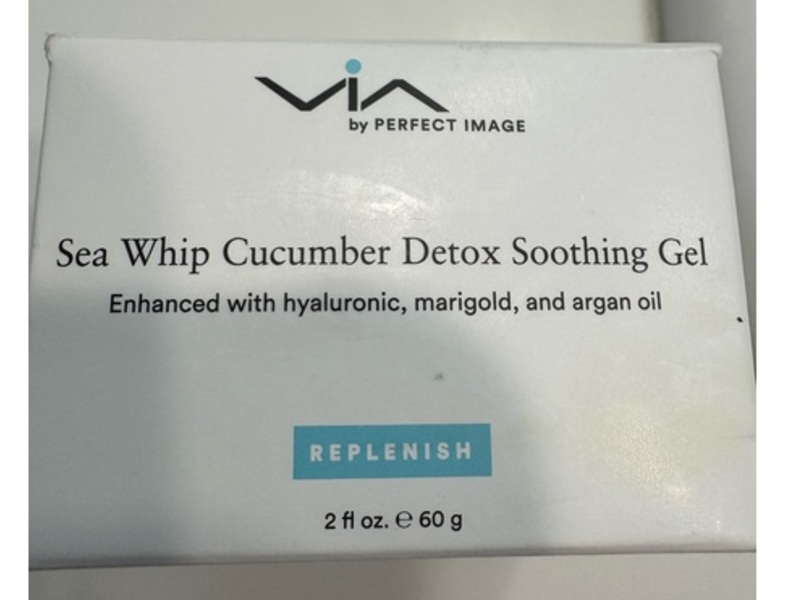 VIA
by PERFECT IMAGE
Sea Whip Cucumber Detox Soothing Gel
Enhanced with hyaluronic, marigold, and argan oil
REPLENISH
2 fl oz. ℮ 60 g